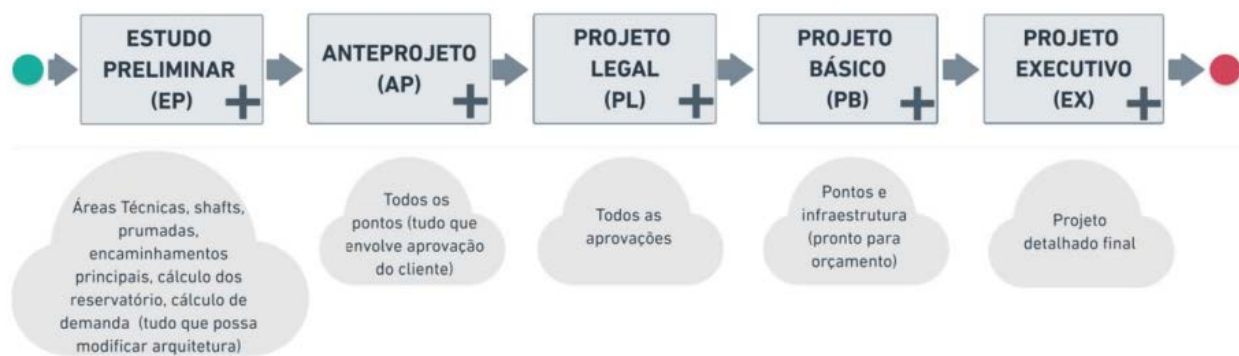 ESTUDO
PRELIMINAR
(EP)
ANTEPROJETO
(AP)
PROJETO
LEGAL
(PL)
PROJETO
BÁSICO
(PB)
PROJETO
EXECUTIVO
(EX)
Áreas Técnicas, shafts,
prumadas,
encaminhamentos
principais, cálculo dos
reservatório, cálculo de
demanda (tudo que possa
modificar arquitetura)
Todos os
pontos (tudo que
envolve aprovação
do cliente)
Todos as
aprovações
Pontos e
infraestrutura
(pronto para
orçamento)
Projeto
detalhado final